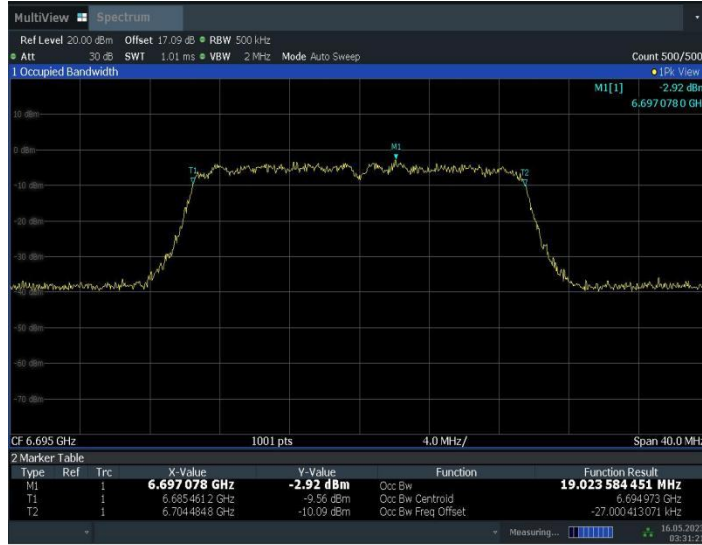 MultiView Spectrum
Ref Level 20.00 dBm Offset 17.09 dB RBW 500 kHz
Att 30 dB SWT 1.01 ms VBW 2 MHz Mode Auto Sweep Count 500/500
1 Occupied Bandwidth 1Pk View
M1[1] -2.92 dBm
6.6970780 GH
10 dBm
0 dBm
M1
T1
T2
-10 dBm
-20 dBm
-30 dBm
-40 dBm
-50 dBm
-60 dBm
-70 dBm
CF 6.695 GHz 1001 pts 4.0 MHz/ Span 40.0 MHz
2 Marker Table
Type Ref Trc X-Value Y-Value Function Function Result
M1 1 6.697 078 GHz -2.92 dBm Occ Bw 19.023 584 451 MHz
T1 1 6.685 461 2 GHz -9.56 dBm Occ Bw Centroid 6.694 973 GHz
T2 1 6.704 484 8 GHz -10.09 dBm Occ Bw Freq Offset -27.000 413 071 kHz
Measuring... 16.05.2023
03:31:21